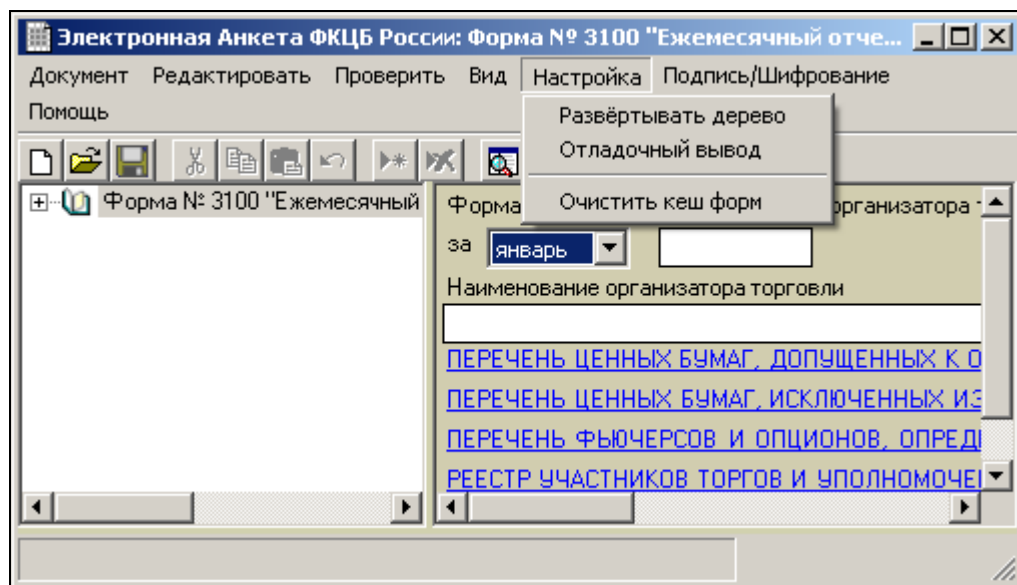 Электронная Анкета ФКЦБ России: Форма № 3100 "Ежемесячный отче...
Документ Редактировать Проверить Вид Настройка Подпись/Шифрование
Помощь
Развёртывать дерево
Отладочный вывод
Очистить кеш форм
Форма № 3100 "Ежемесячный
Форма организатора
за январь
Наименование организатора торговли
ПЕРЕЧЕНЬ ЦЕННЫХ БУМАГ, ДОПУЩЕННЫХ К О
ПЕРЕЧЕНЬ ЦЕННЫХ БУМАГ, ИСКЛЮЧЕННЫХ ИЗ
ПЕРЕЧЕНЬ ФЬЮЧЕРСОВ И ОПЦИОНОВ, ОПРЕД
РЕЕСТР УЧАСТНИКОВ ТОРГОВ И УПОЛНОМОЧЕ